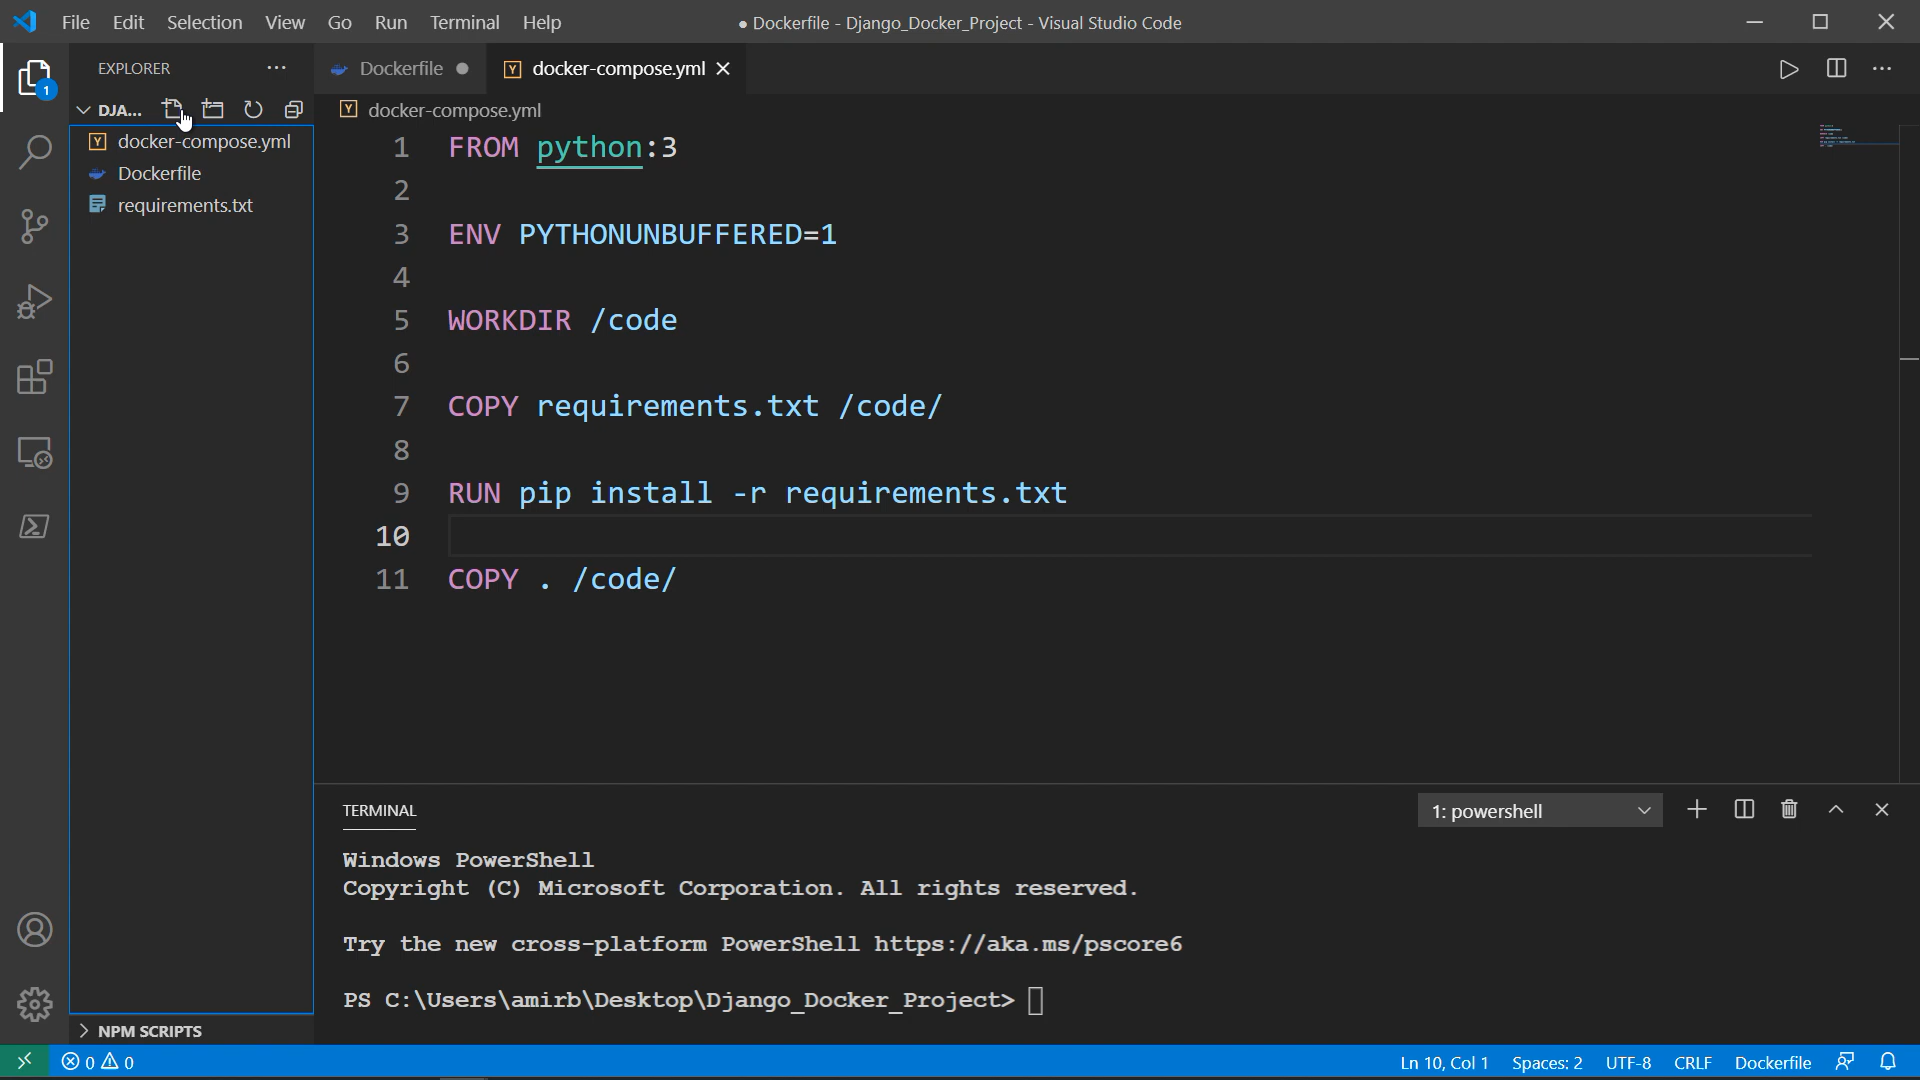 File Edit Selection View Go Run Terminal Help
● Dockerfile - Django_Docker_Project - Visual Studio Code
EXPLORER
Dockerfile
docker-compose.yml
1
DJA...
docker-compose.yml
docker-compose.yml
Dockerfile
requirements.txt
1 FROM python:3
2
3 ENV PYTHONUNBUFFERED=1
4
5 WORKDIR /code
6
7 COPY requirements.txt /code/
8
9 RUN pip install -r requirements.txt
10
11 COPY . /code/
TERMINAL
1: powershell
Windows PowerShell
Copyright (C) Microsoft Corporation. All rights reserved.
Try the new cross-platform PowerShell https://aka.ms/pscore6
PS C:\Users\amirb\Desktop\Django_Docker_Project>
NPM SCRIPTS
0 0
Ln 10, Col 1 Spaces: 2 UTF-8 CRLF Dockerfile